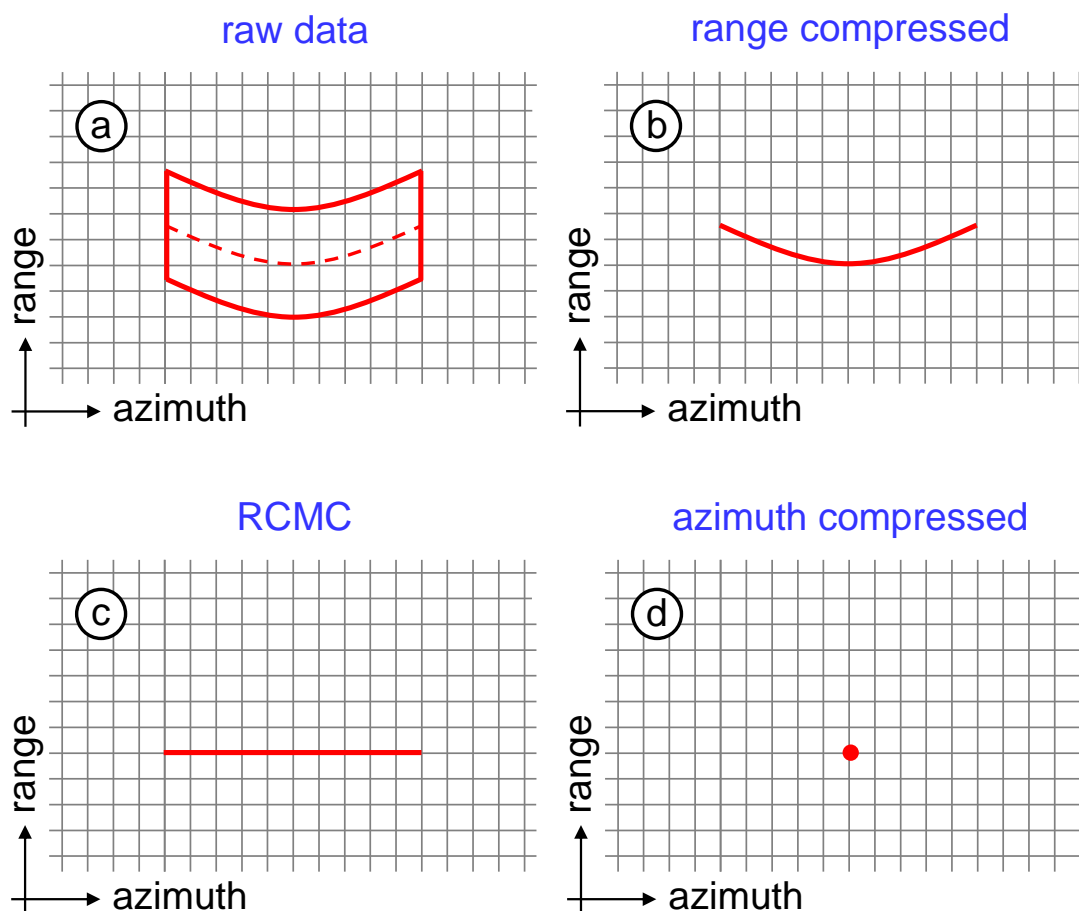 raw data
range compressed
a
b
range
range
azimuth
azimuth
RCMC
azimuth compressed
c
d
range
range
azimuth
azimuth